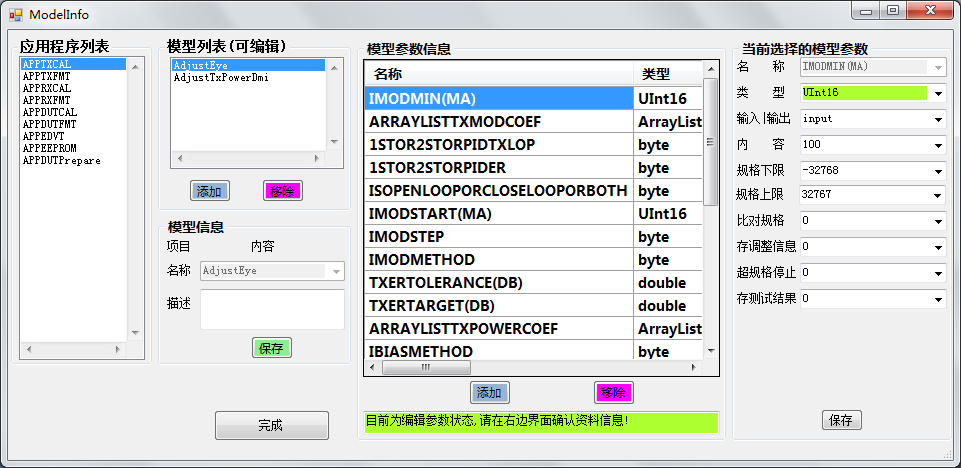 ModelInfo
应用程序列表
APPTXCAL
APPTXFMT
APPRXCAL
APPRXFMT
APPDUTCAL
APPDUTFMT
APPEDVT
APPEEPROM
APPDUTPrepare
模型列表(可编辑)
AdjustEye
AdjustTxPowerDmi
添加 移除
模型信息
项目 内容
名称 AdjustEye
描述
保存
完成
模型参数信息
名称 类型
IMODMIN(MA) UInt16
ARRAYLISTTXMODCOEF ArrayList
1STOR2STORPIDTXLOP byte
1STOR2STORPIDER byte
ISOPENLOOPORCLOSELOOPORBOTH byte
IMODSTART(MA) UInt16
IMODSTEP byte
IMODMETHOD byte
TXERTOLERANCE(DB) double
TXERTARGET(DB) double
ARRAYLISTTXPOWERCOEF ArrayList
IBIASMETHOD byte
添加 移除
目前为编辑参数状态,请在右边界面确认资料信息!
当前选择的模型参数
名 称 IMODMIN(MA)
类 型 UInt16
输入|输出 input
内 容 100
规格下限 -32768
规格上限 32767
比对规格 0
存调整信息 0
超规格停止 0
存测试结果 0
保存